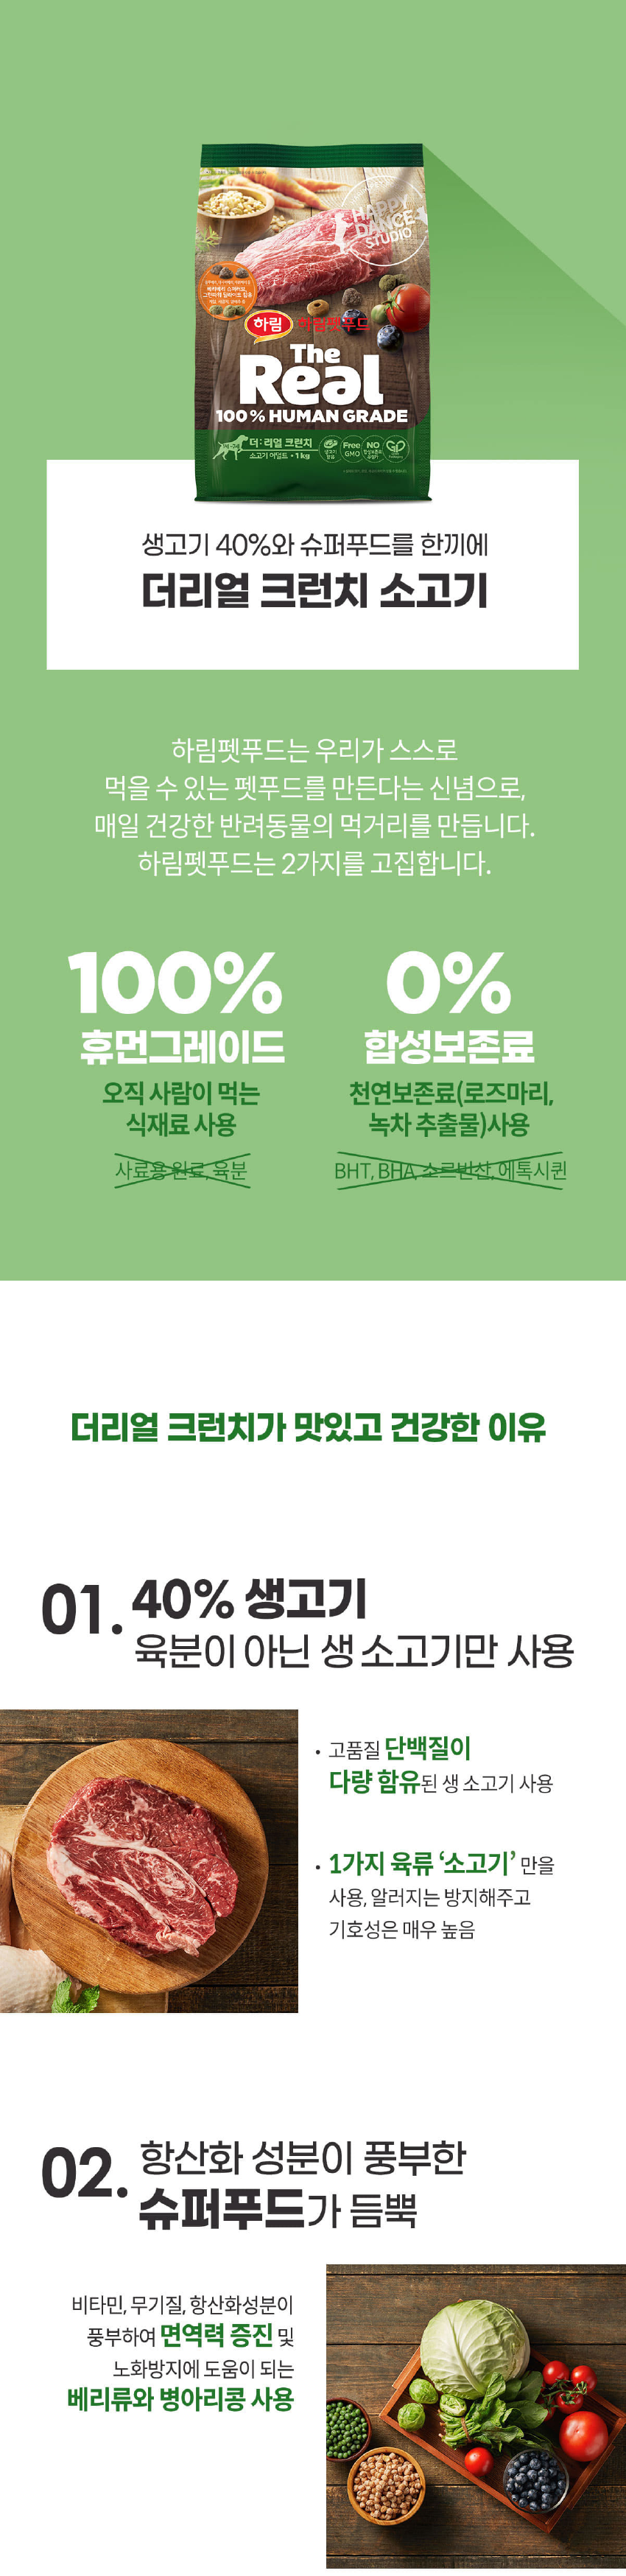 HAPPY
DANCE
STUDIO
하림 하림펫푸드
The
Real
100% HUMAN GRADE
더:리얼 크런치
소고기 어덜트 • 1kg
Free
GMO
NO
생고기 40%와 슈퍼푸드를 한끼에
더리얼 크런치 소고기
하림펫푸드는 우리가 스스로
먹을 수 있는 펫푸드를 만든다는 신념으로,
매일 건강한 반려동물의 먹거리를 만듭니다.
하림펫푸드는 2가지를 고집합니다.
100%
휴먼그레이드
오직 사람이 먹는
식재료 사용
사료용 원료, 육분
0%
합성보존료
천연보존료(로즈마리,
녹차 추출물)사용
BHT, BHA, 소르빈산, 에톡시퀸
더리얼 크런치가 맛있고 건강한 이유
01. 40% 생고기
육분이 아닌 생 소고기만 사용
• 고품질 단백질이
다량 함유된 생 소고기 사용
• 1가지 육류 ‘소고기’ 만을
사용, 알러지는 방지해주고
기호성은 매우 높음
02. 항산화 성분이 풍부한
슈퍼푸드가 듬뿍
비타민, 무기질, 항산화성분이
풍부하여 면역력 증진 및
노화방지에 도움이 되는
베리류와 병아리콩 사용